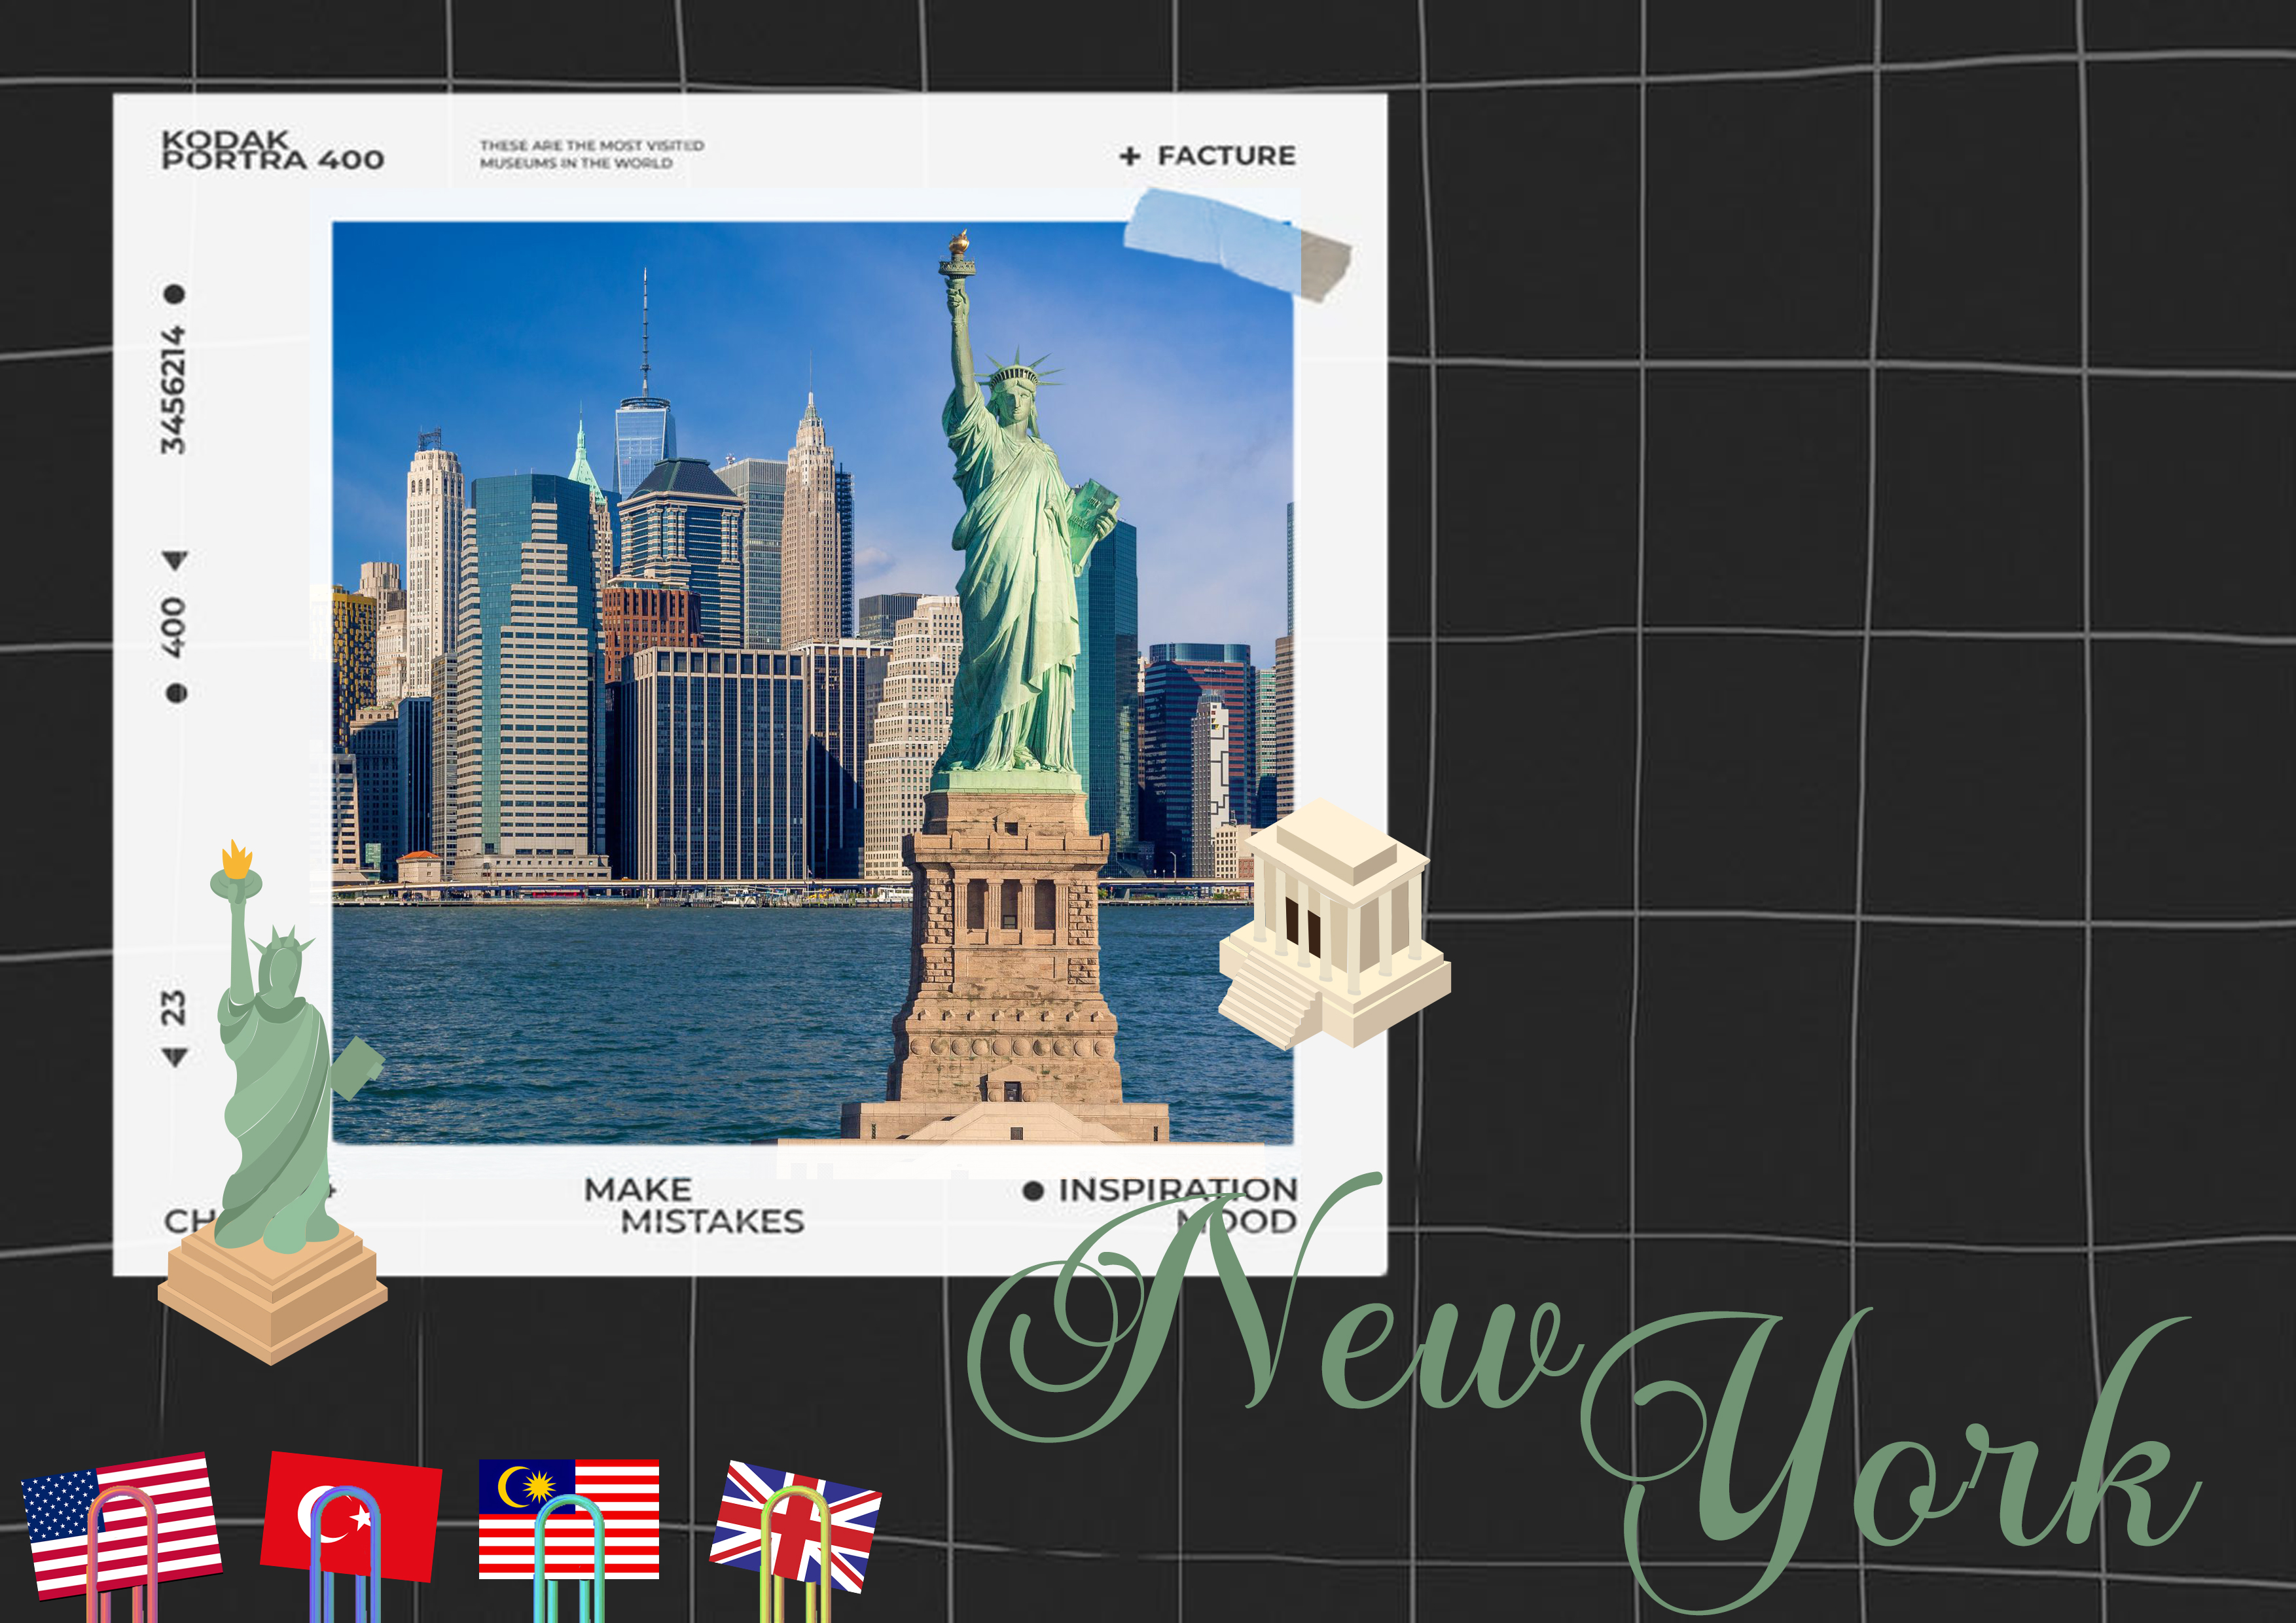 KODAK
PORTRA 400
THESE ARE THE MOST VISITED
MUSEUMS IN THE WORLD
+ FACTURE
3456214
400
23
MAKE
MISTAKES
INSPIRATION
MOOD
New
York